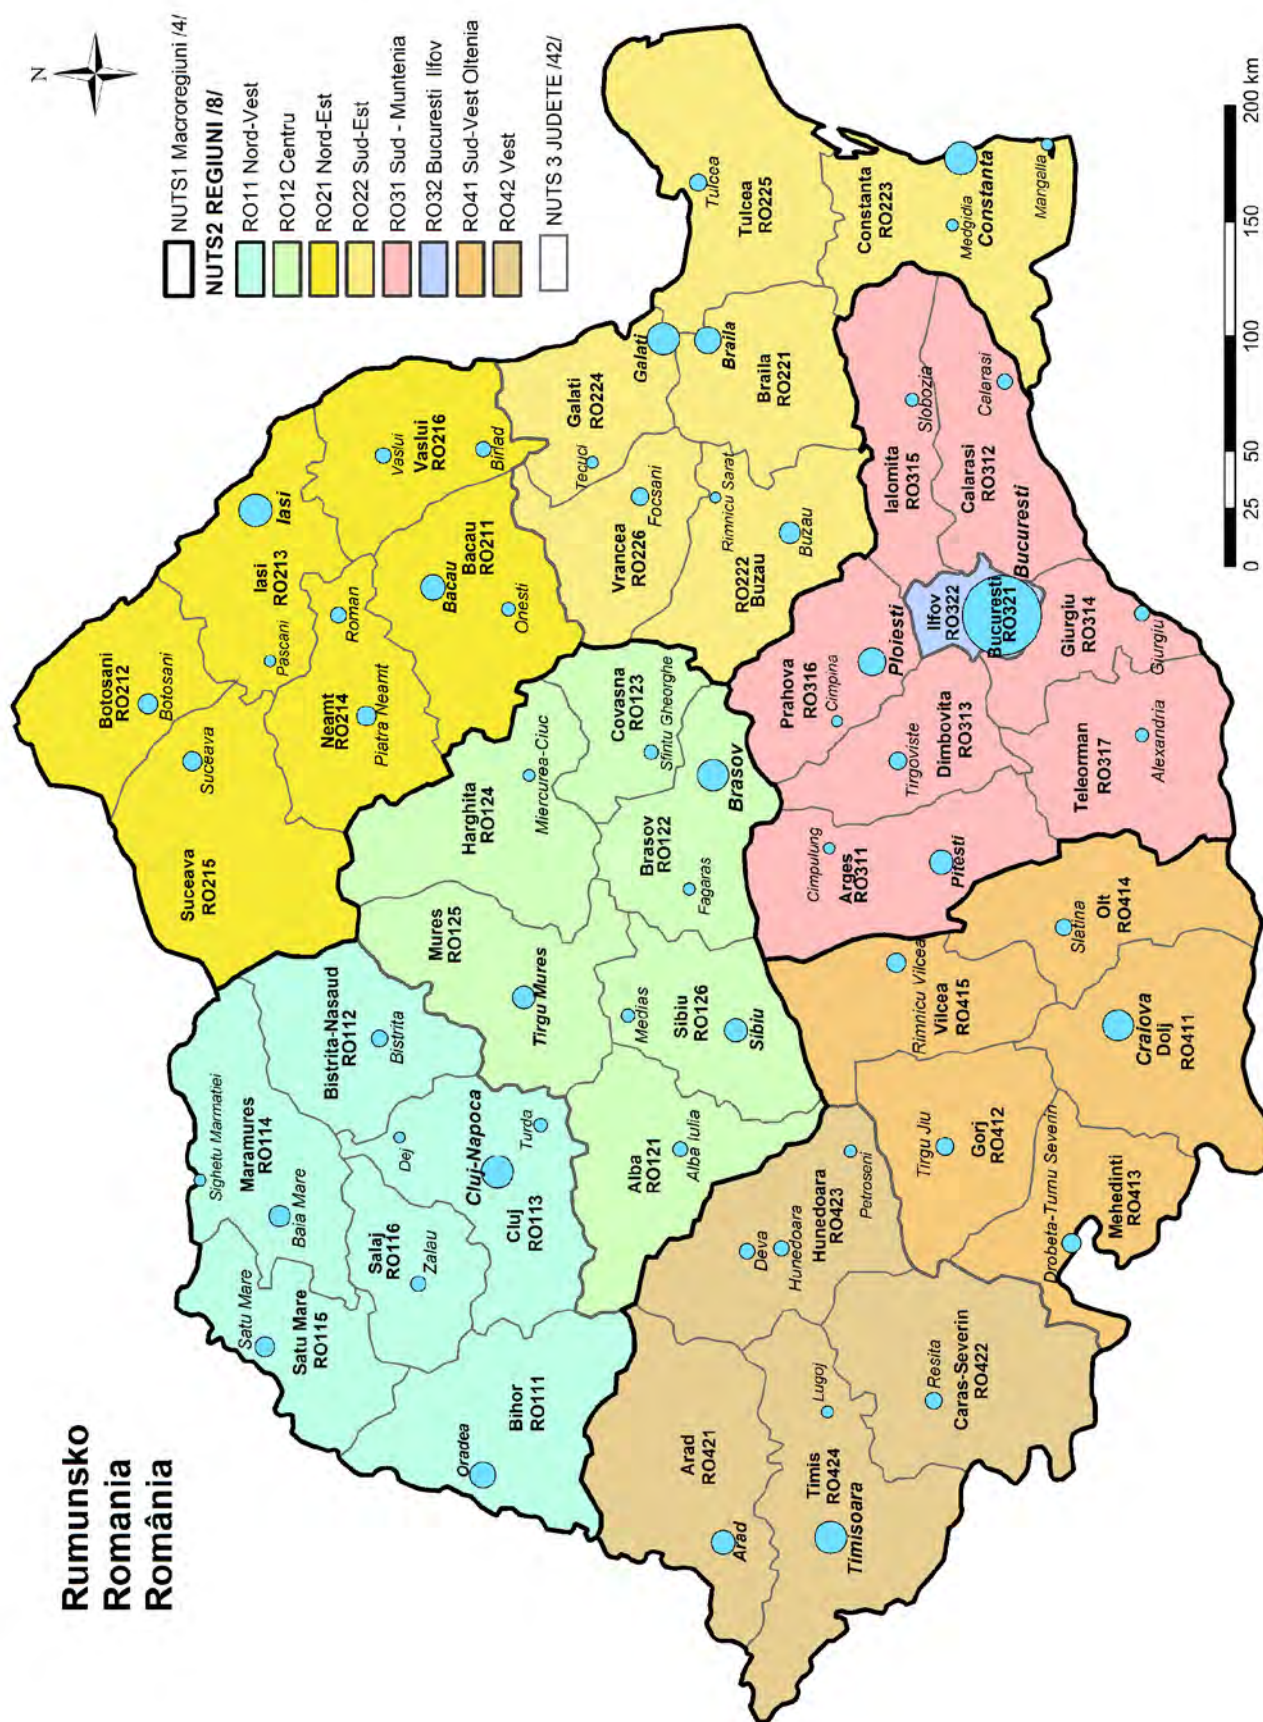 Rumunsko
Romania
România
N
NUTS1 Macroregiuni /4/
NUTS2 REGIUNI /8/
RO11 Nord-Vest
RO12 Centru
RO21 Nord-Est
RO22 Sud-Est
RO31 Sud - Muntenia
RO32 Bucuresti Ilfov
RO41 Sud-Vest Oltenia
RO42 Vest
NUTS 3 JUDETE /42/
Botosani
RO212
Botosani
Suceava
Suceava
RO215
Iasi
Iasi
RO213
Pascani
Roman
Neamt
RO214
Piatra Neamt
Vaslui
Vaslui
RO216
Birlad
Bacau
Bacau
RO211
Onesti
Sighetu Marmatiei
Maramures
RO114
Baia Mare
Satu Mare
Satu Mare
RO115
Bistrita-Nasaud
RO112
Bistrita
Dej
Salaj
RO116
Zalau
Cluj-Napoca
Cluj
RO113
Turda
Oradea
Bihor
RO111
Harghita
RO124
Miercurea-Ciuc
Mures
RO125
Tirgu Mures
Covasna
RO123
Sfintu Gheorghe
Brasov
Brasov
RO122
Fagaras
Medias
Sibiu
RO126
Sibiu
Alba
RO121
Alba Iulia
Galati
RO224
Galati
Tecuci
Vrancea
RO226
Focsani
Rimnicu Sarat
RO222
Buzau
Buzau
Braila
Braila
RO221
Tulcea
Tulcea
RO225
Constanta
RO223
Medgidia
Constanta
Mangalia
Arad
RO421
Arad
Timis
RO424
Timisoara
Lugoj
Deva
Hunedoara
Hunedoara
RO423
Petroseni
Resita
Caras-Severin
RO422
Tirgu Jiu
Gorj
RO412
Drobeta-Turnu Severin
Mehedinti
RO413
Rimnicu Vilcea
Vilcea
RO415
Craiova
Dolj
RO411
Slatina
Olt
RO414
Cimpulung
Arges
RO311
Pitesti
Prahova
RO316
Cimpina
Ploiesti
Tirgoviste
Dimbovita
RO313
Ilfov
RO322
Bucuresti
RO321
Bucuresti
Ialomita
RO315
Slobozia
Calarasi
RO312
Calarasi
Giurgiu
RO314
Giurgiu
Teleorman
RO317
Alexandria
0 25 50 100 150 200 km